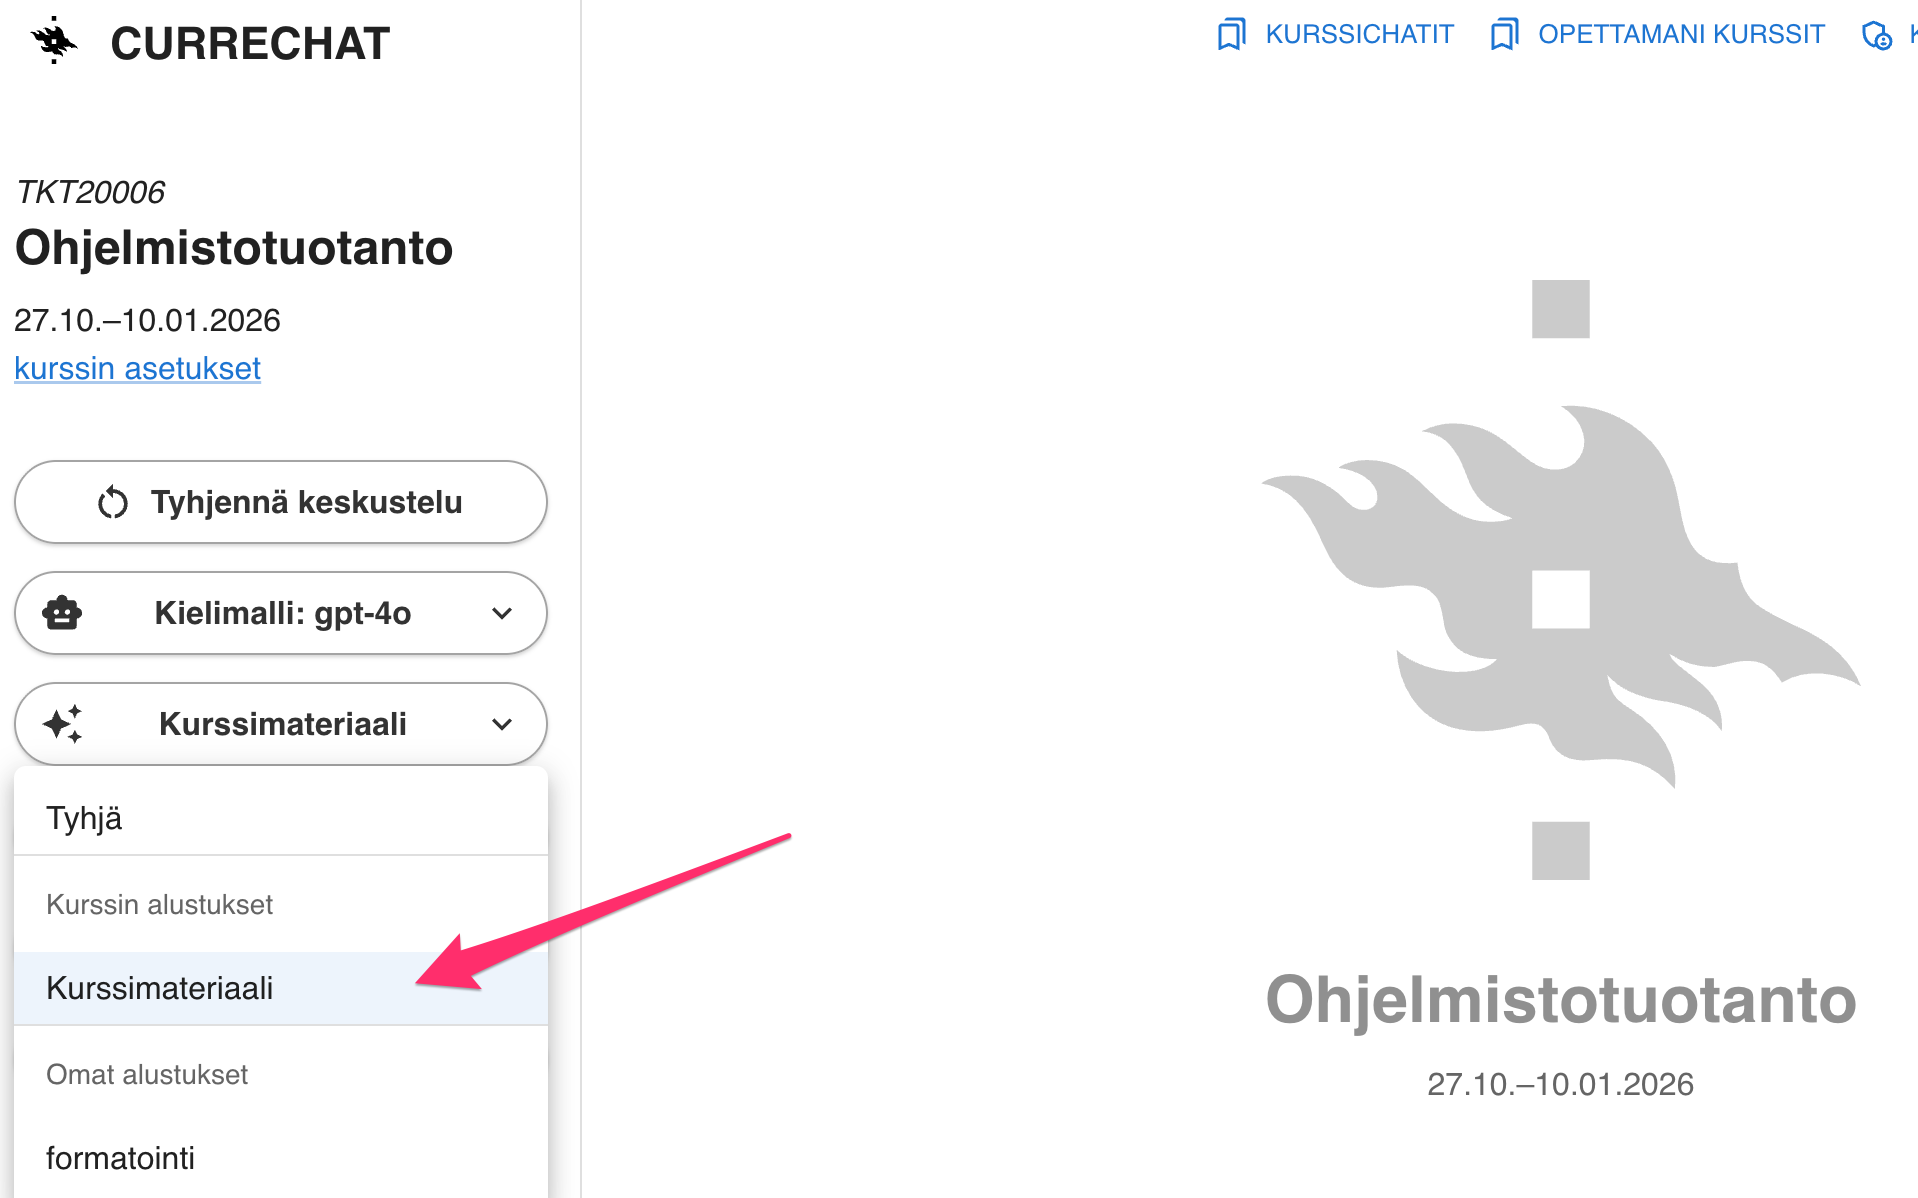 CURRECHAT
KURSSICHATIT
OPETTAMANI KURSSIT
TKT20006
Ohjelmistotuotanto
27.10.–10.01.2026
kurssin asetukset
Tyhjennä keskustelu
Kielimalli: gpt-4o
Kurssimateriaali
Tyhjä
Kurssin alustukset
Kurssimateriaali
Omat alustukset
formatointi
Ohjelmistotuotanto
27.10.–10.01.2026